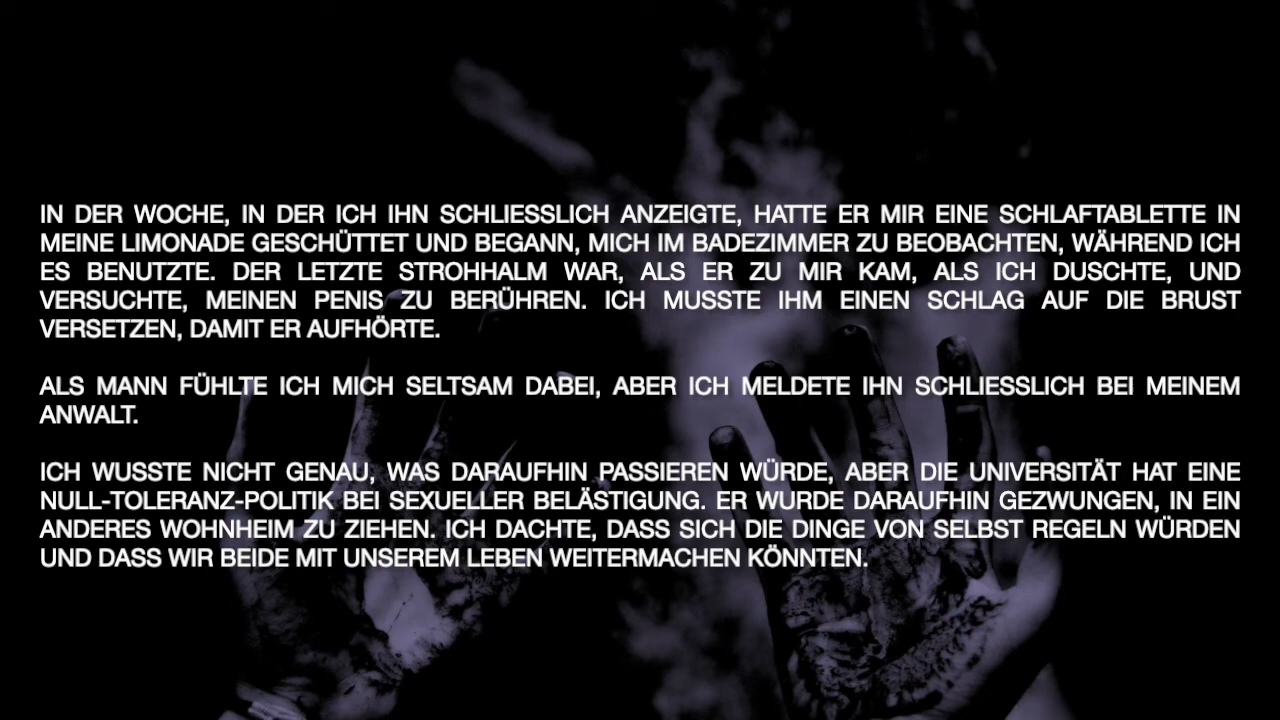 IN DER WOCHE, IN DER ICH IHN SCHLIESSLICH ANZEIGTE, HATTE ER MIR EINE SCHLAFTABLETTE IN
MEINE LIMONADE GESCHÜTTET UND BEGANN, MICH IM BADEZIMMER ZU BEOBACHTEN, WÄHREND ICH
ES BENUTZTE. DER LETZTE STROHHALM WAR, ALS ER ZU MIR KAM, ALS ICH DUSCHTE, UND
VERSUCHTE, MEINEN PENIS ZU BERÜHREN. ICH MUSSTE IHM EINEN SCHLAG AUF DIE BRUST
VERSETZEN, DAMIT ER AUFHÖRTE.
ALS MANN FÜHLTE ICH MICH SELTSAM DABEI, ABER ICH MELDETE IHN SCHLIESSLICH BEI MEINEM
ANWALT.
ICH WUSSTE NICHT GENAU, WAS DARAUFHIN PASSIEREN WÜRDE, ABER DIE UNIVERSITÄT HAT EINE
NULL-TOLERANZ-POLITIK BEI SEXUELLER BELÄSTIGUNG. ER WURDE DARAUFHIN GEZWUNGEN, IN EIN
ANDERES WOHNHEIM ZU ZIEHEN. ICH DACHTE, DASS SICH DIE DINGE VON SELBST REGELN WÜRDEN
UND DASS WIR BEIDE MIT UNSEREM LEBEN WEITERMACHEN KÖNNTEN.